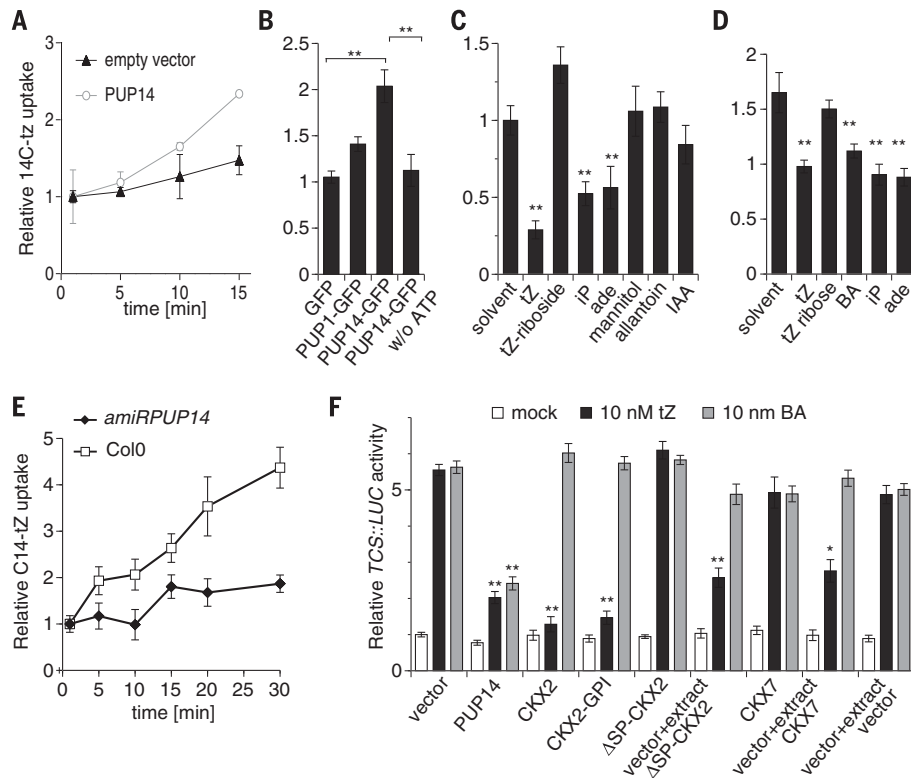 A
Relative 14C-tz uptake
3
2
1
0
empty vector
PUP14
0
5
10
15
time [min]
B
2.5
2
1.5
1
0.5
0
**
**
GFP
PUP1-GFP
PUP14-GFP
PUP14-GFP
w/o ATP
C
1.5
1
0.5
0
**
**
**
solvent
tZ
tZ-riboside
iP
ade
mannitol
allantoin
IAA
D
2
1.5
1
0.5
0
**
**
**
**
solvent
tZ
tZ ribose
BA
iP
ade
E
amiRPUP14
Col0
Relative C14-tZ uptake
5
4
3
2
1
0
0
5
10
15
20
30
time [min]
F
mock
10 nM tZ
10 nm BA
Relative TCS::LUC activity
5
0
**
**
**
**
**
*
vector
PUP14
CKX2
CKX2-GPI
ΔSP-CKX2
vector+extract
ΔSP-CKX2
CKX7
vector+extract
CKX7
vector+extract
vector